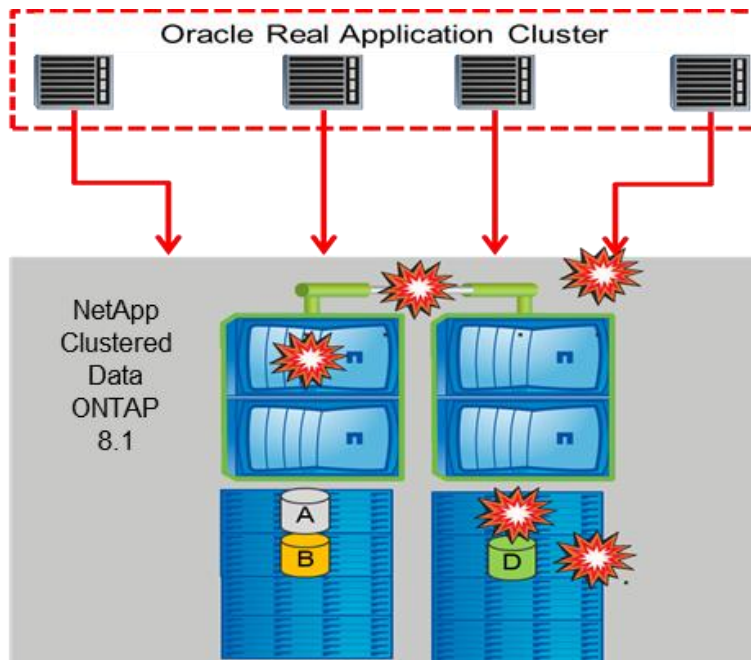 Oracle Real Application Cluster
NetApp
Clustered
Data
ONTAP
8.1
A
B
D